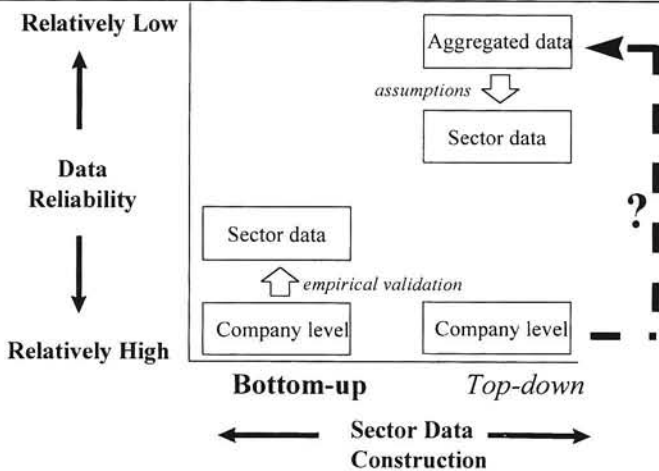 Relatively Low
Aggregated data
assumptions
Sector data
Data
Reliability
?
Sector data
empirical validation
Company level
Company level
Relatively High
Bottom-up
Top-down
Sector Data
Construction